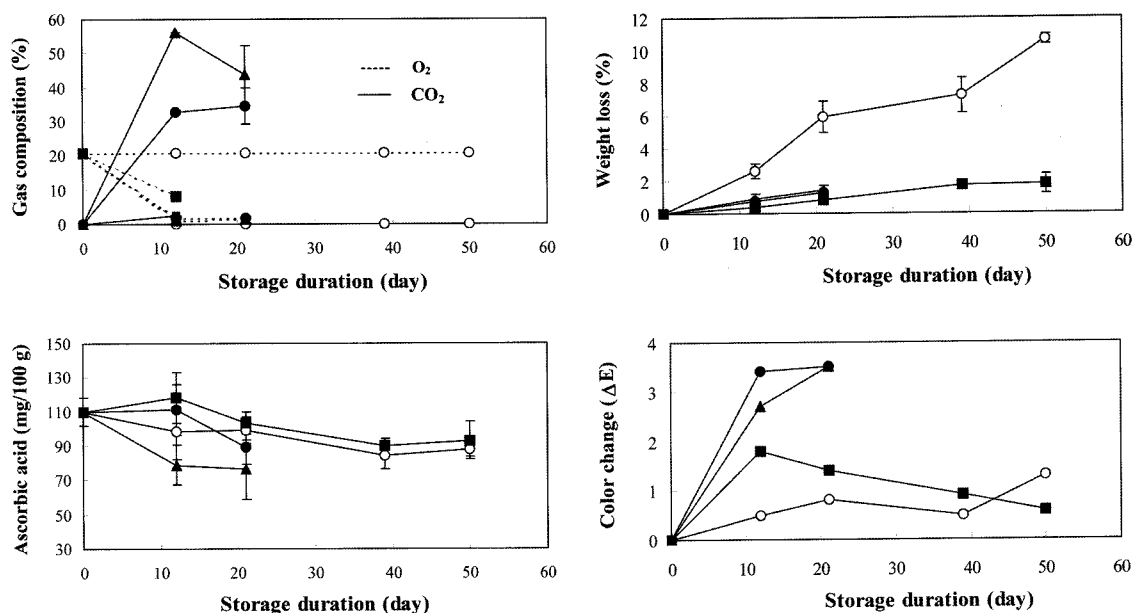 Gas composition (%)
60
50
40
30
20
10
0
O2
CO2
0 10 20 30 40 50 60
Storage duration (day)
Weight loss (%)
12
10
8
6
4
2
0
0 10 20 30 40 50 60
Storage duration (day)
Ascorbic acid (mg/100 g)
150
130
110
90
70
50
30
0 10 20 30 40 50 60
Storage duration (day)
Color change (ΔE)
4
3
2
1
0
0 10 20 30 40 50 60
Storage duration (day)